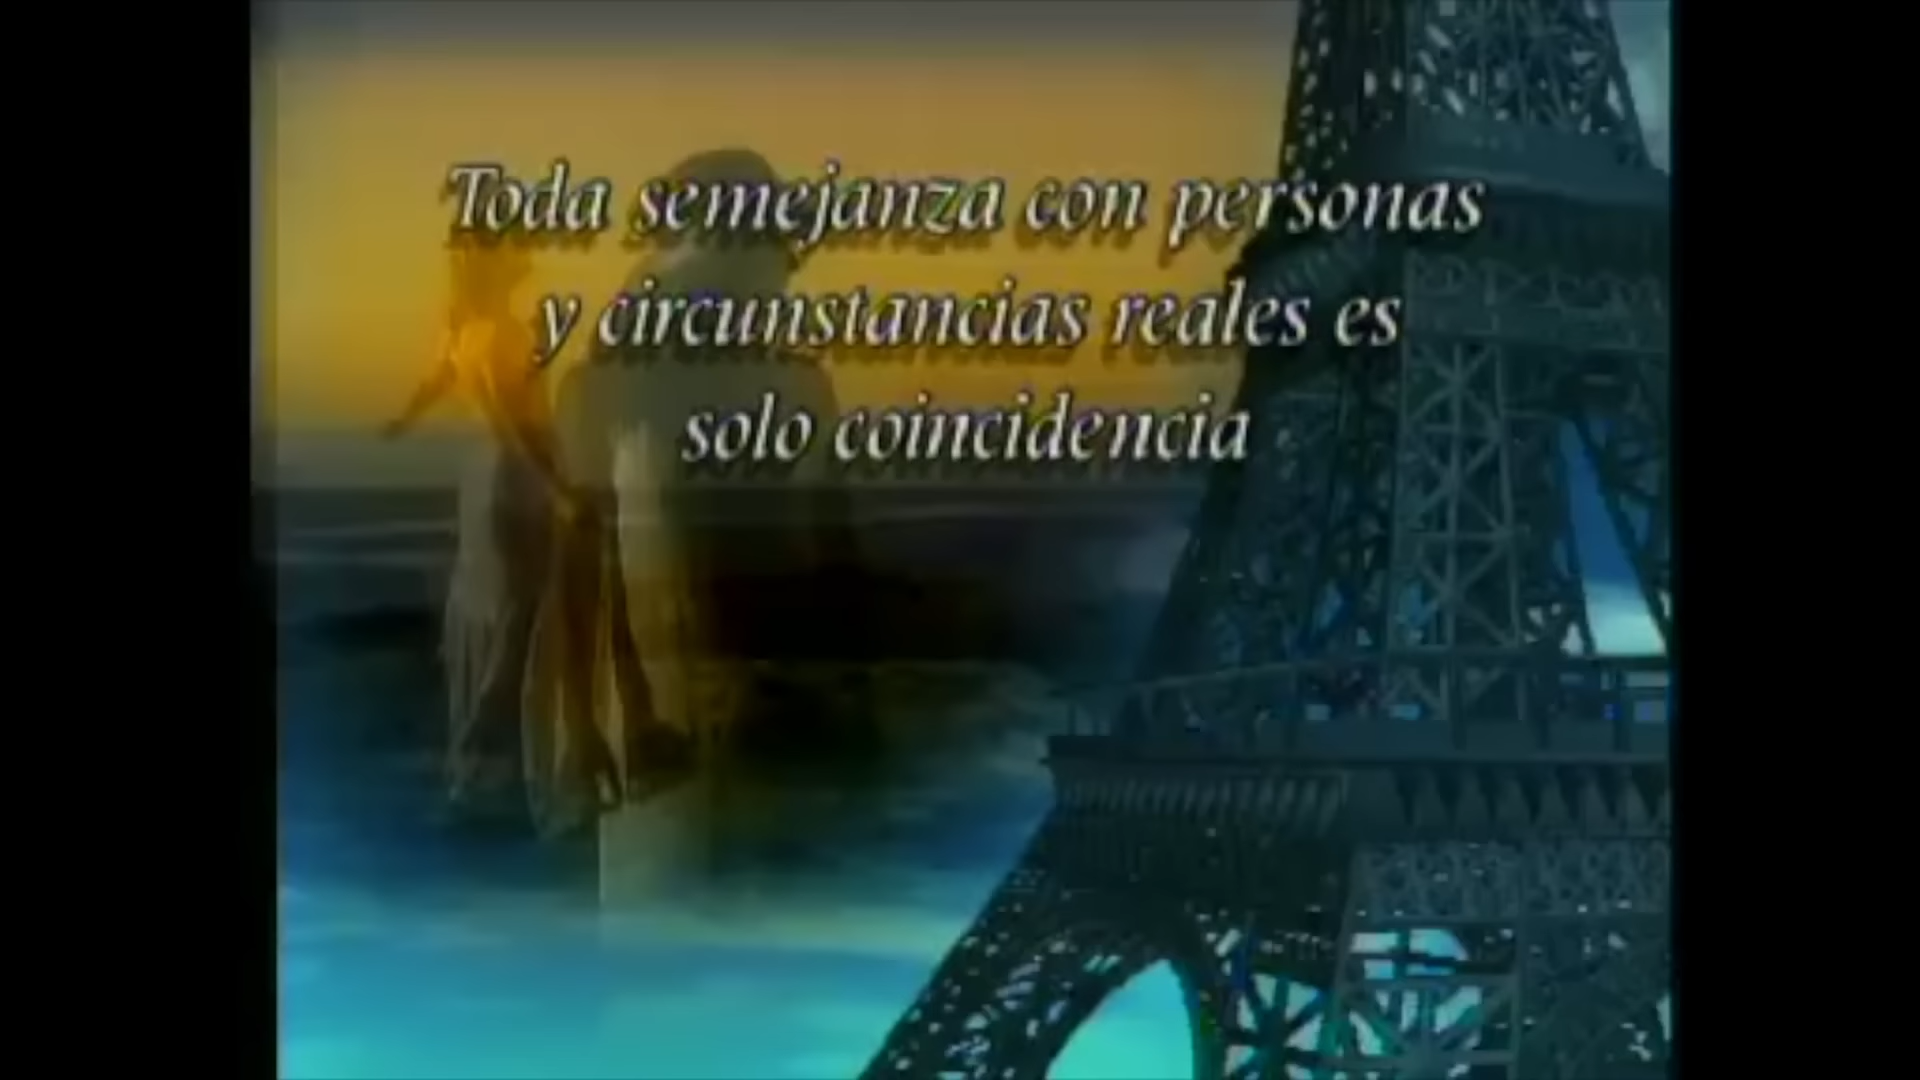 Toda semejanza con personas
y circunstancias reales es
solo coincidencia